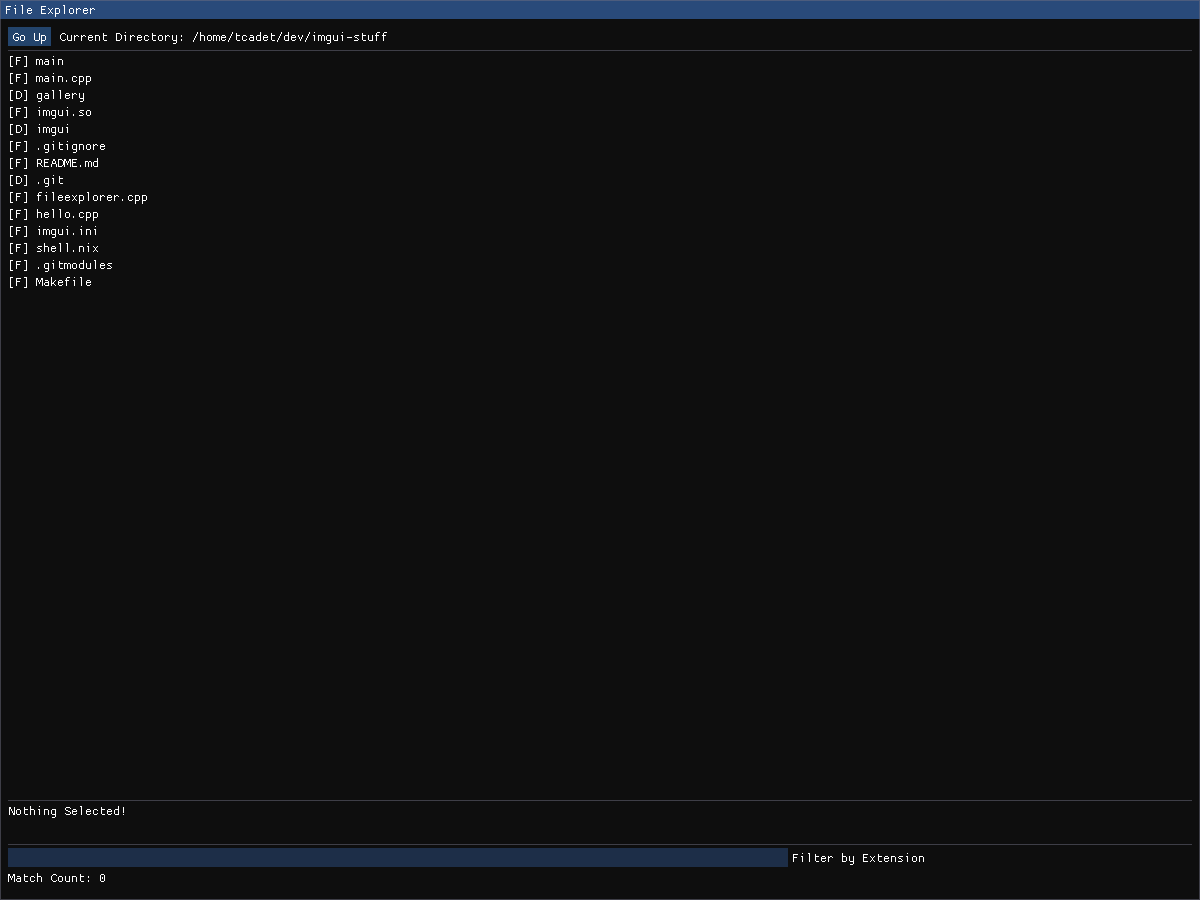 File Explorer
Go Up Current Directory: /home/tcadet/dev/imgui-stuff
[F] main
[F] main.cpp
[D] gallery
[F] imgui.so
[D] imgui
[F] .gitignore
[F] README.md
[D] .git
[F] fileexplorer.cpp
[F] hello.cpp
[F] imgui.ini
[F] shell.nix
[F] .gitmodules
[F] Makefile
Nothing Selected!
Filter by Extension
Match Count: 0